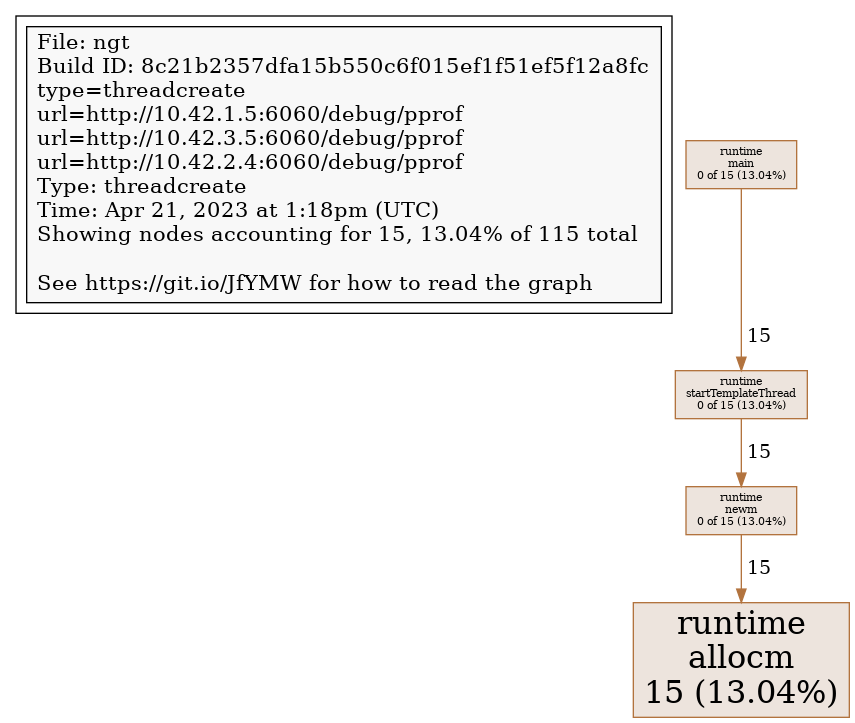 File: ngt
Build ID: 8c21b2357dfa15b550c6f015ef1f51ef5f12a8fc
type=threadcreate
url=http://10.42.1.5:6060/debug/pprof
url=http://10.42.3.5:6060/debug/pprof
url=http://10.42.2.4:6060/debug/pprof
Type: threadcreate
Time: Apr 21, 2023 at 1:18pm (UTC)
Showing nodes accounting for 15, 13.04% of 115 total
See https://git.io/JfYMW for how to read the graph
runtime
main
0 of 15 (13.04%)
15
runtime
startTemplateThread
0 of 15 (13.04%)
15
runtime
newm
0 of 15 (13.04%)
15
runtime
allocm
15 (13.04%)